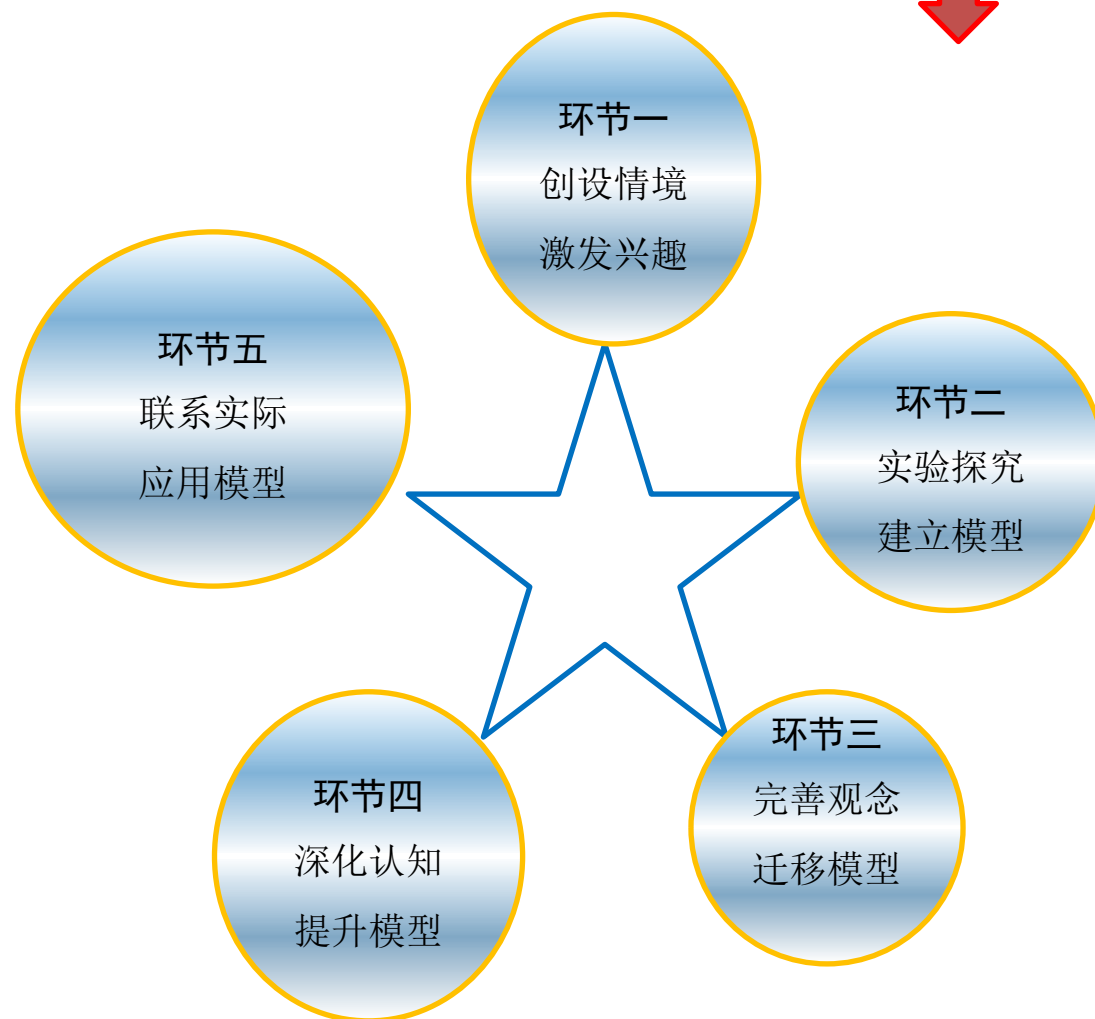 环节一
创设情境
激发兴趣
环节二
实验探究
建立模型
环节三
完善观念
迁移模型
环节四
深化认知
提升模型
环节五
联系实际
应用模型